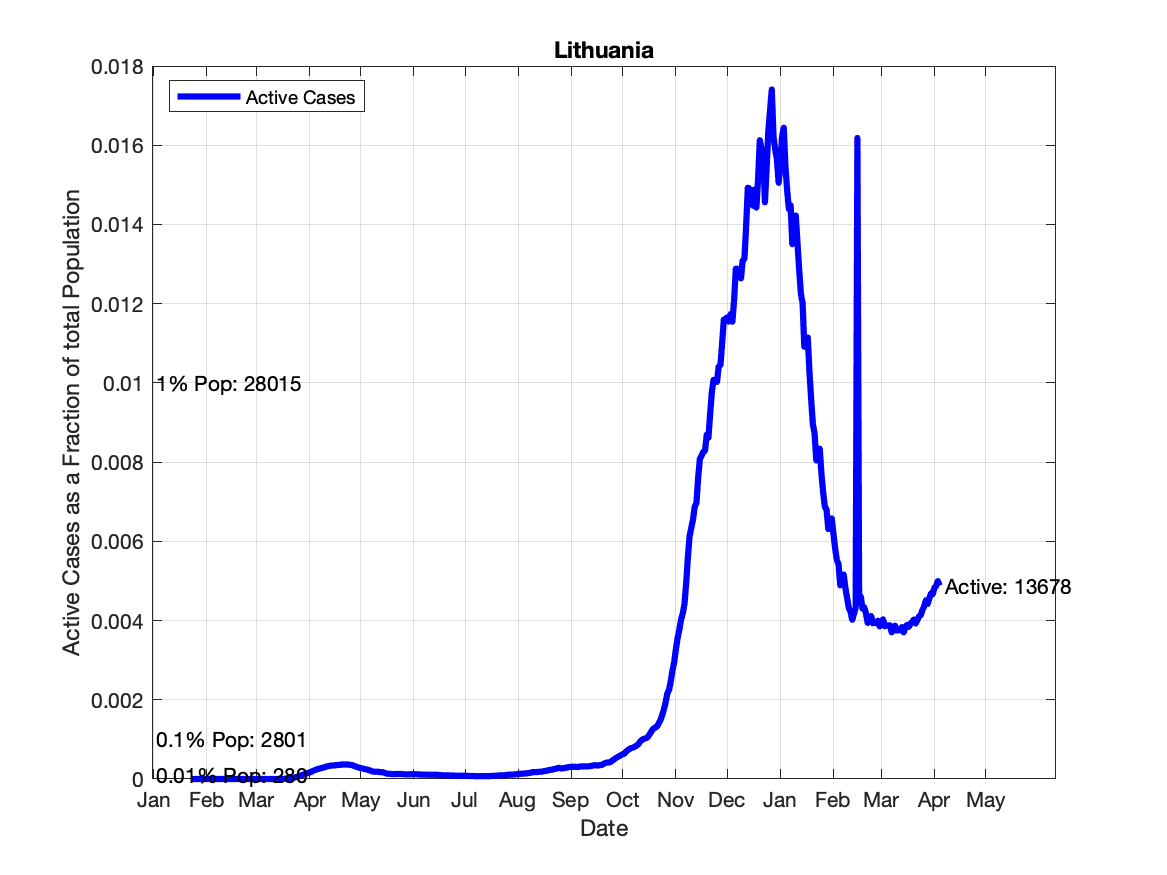 Lithuania
Active Cases
0.018
0.016
0.014
0.012
0.01
0.008
0.006
0.004
0.002
0
Active Cases as a Fraction of total Population
1% Pop: 28015
0.1% Pop: 2801
0.01% Pop: 280
Active: 13678
Jan Feb Mar Apr May Jun Jul Aug Sep Oct Nov Dec Jan Feb Mar Apr May
Date